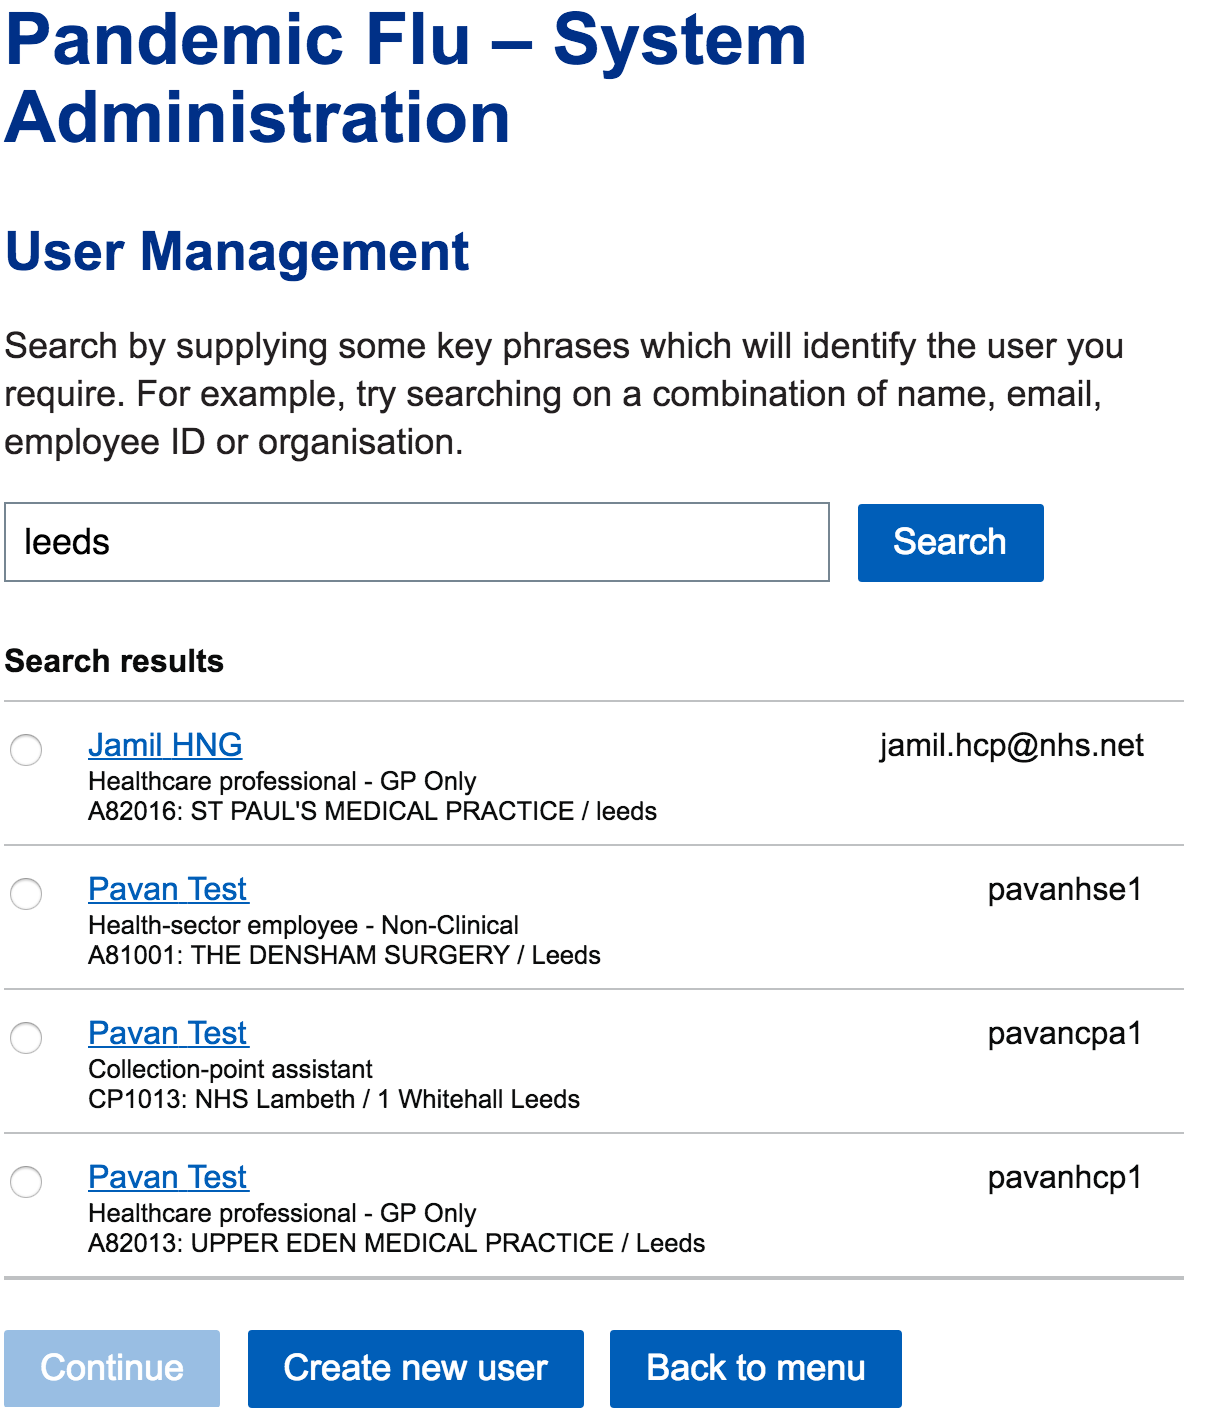 Pandemic Flu – System
Administration
User Management
Search by supplying some key phrases which will identify the user you
require. For example, try searching on a combination of name, email,
employee ID or organisation.
leeds
Search
Search results
Jamil HNG
jamil.hcp@nhs.net
Healthcare professional - GP Only
A82016: ST PAUL'S MEDICAL PRACTICE / leeds
Pavan Test
pavanhse1
Health-sector employee - Non-Clinical
A81001: THE DENSHAM SURGERY / Leeds
Pavan Test
pavancpa1
Collection-point assistant
CP1013: NHS Lambeth / 1 Whitehall Leeds
Pavan Test
pavanhcp1
Healthcare professional - GP Only
A82013: UPPER EDEN MEDICAL PRACTICE / Leeds
Continue
Create new user
Back to menu